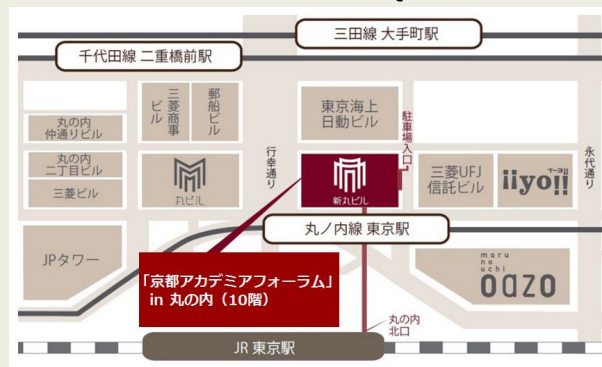 三田線 大手町駅
千代田線 二重橋前駅
丸の内
仲通りビル
三菱商事
ビル
郵船ビル
東京海上
日動ビル
駐車場入口
行幸通り
永代通り
丸の内
二丁目ビル
三菱ビル
丸ビル
新丸ビル
三菱UFJ
信託ビル
イーヨ!!
iiyo!!
丸ノ内線 東京駅
JPタワー
「京都アカデミアフォーラム」
in 丸の内（10階）
maru
no
uchi
oazo
丸の内
北口
JR 東京駅